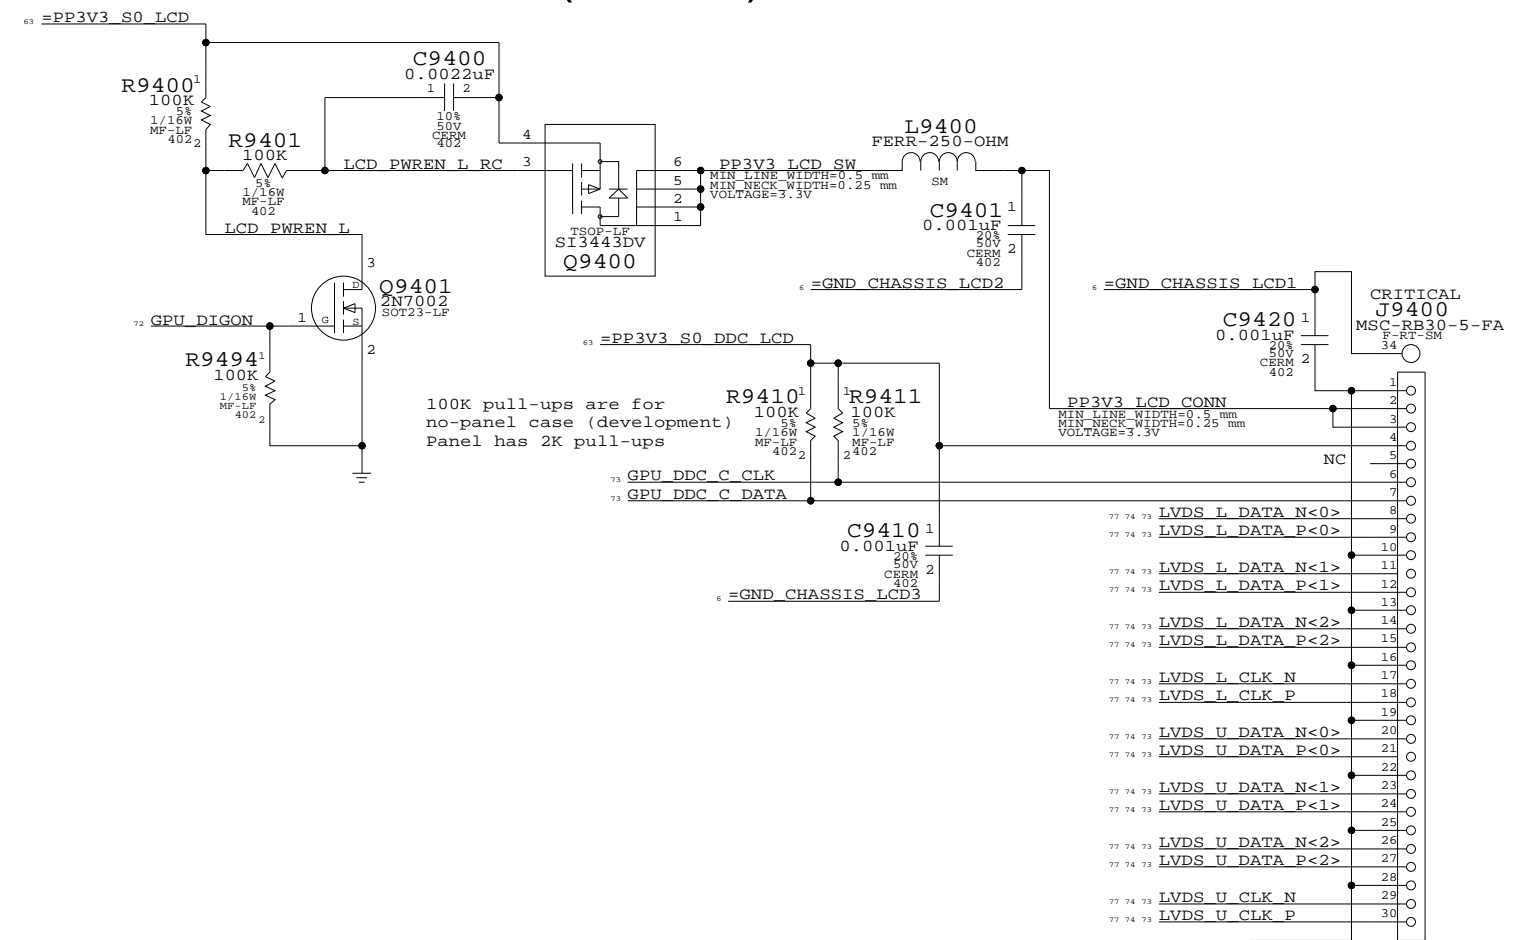 63 =PP3V3_S0_LCD
C9400
0.0022uF
1 2
10%
50V
CERM
402
R9400
1
100K
5%
1/16W
MF-LF
402
2
R9401
100K
5%
1/16W
MF-LF
402
LCD_PWREN_L_RC
4
3
6
5
2
1
TSOP-LF
SI3443DV
Q9400
PP3V3_LCD_SW
MIN_LINE_WIDTH=0.5 mm
MIN_NECK_WIDTH=0.25 mm
VOLTAGE=3.3V
L9400
FERR-250-OHM
SM
C9401
1
0.001uF
20%
50V
CERM
402
2
6 =GND_CHASSIS_LCD2
LCD_PWREN_L
3
D
Q9401
2N7002
SOT23-LF
72 GPU_DIGON
1
G
S
2
R9494
1
100K
5%
1/16W
MF-LF
402
2
6 =GND_CHASSIS_LCD1
C9420
1
0.001uF
20%
50V
CERM
402
2
CRITICAL
J9400
MSC-RB30-5-FA
F-RT-SM
34
63 =PP3V3_S0_DDC_LCD
100K pull-ups are for
no-panel case (development)
Panel has 2K pull-ups
R9410
1
100K
5%
1/16W
MF-LF
402
2
1
R9411
100K
5%
1/16W
MF-LF
402
2
PP3V3_LCD_CONN
MIN_LINE_WIDTH=0.5 mm
MIN_NECK_WIDTH=0.25 mm
VOLTAGE=3.3V
1
2
3
4
NC 5
73 GPU_DDC_C_CLK 6
73 GPU_DDC_C_DATA 7
C9410
1
0.001uF
20%
50V
CERM
402
2
6 =GND_CHASSIS_LCD3
77 74 73 LVDS_L_DATA_N<0> 8
77 74 73 LVDS_L_DATA_P<0> 9
10
77 74 73 LVDS_L_DATA_N<1> 11
77 74 73 LVDS_L_DATA_P<1> 12
13
77 74 73 LVDS_L_DATA_N<2> 14
77 74 73 LVDS_L_DATA_P<2> 15
16
77 74 73 LVDS_L_CLK_N 17
77 74 73 LVDS_L_CLK_P 18
19
77 74 73 LVDS_U_DATA_N<0> 20
77 74 73 LVDS_U_DATA_P<0> 21
22
77 74 73 LVDS_U_DATA_N<1> 23
77 74 73 LVDS_U_DATA_P<1> 24
25
77 74 73 LVDS_U_DATA_N<2> 26
77 74 73 LVDS_U_DATA_P<2> 27
28
77 74 73 LVDS_U_CLK_N 29
77 74 73 LVDS_U_CLK_P 30